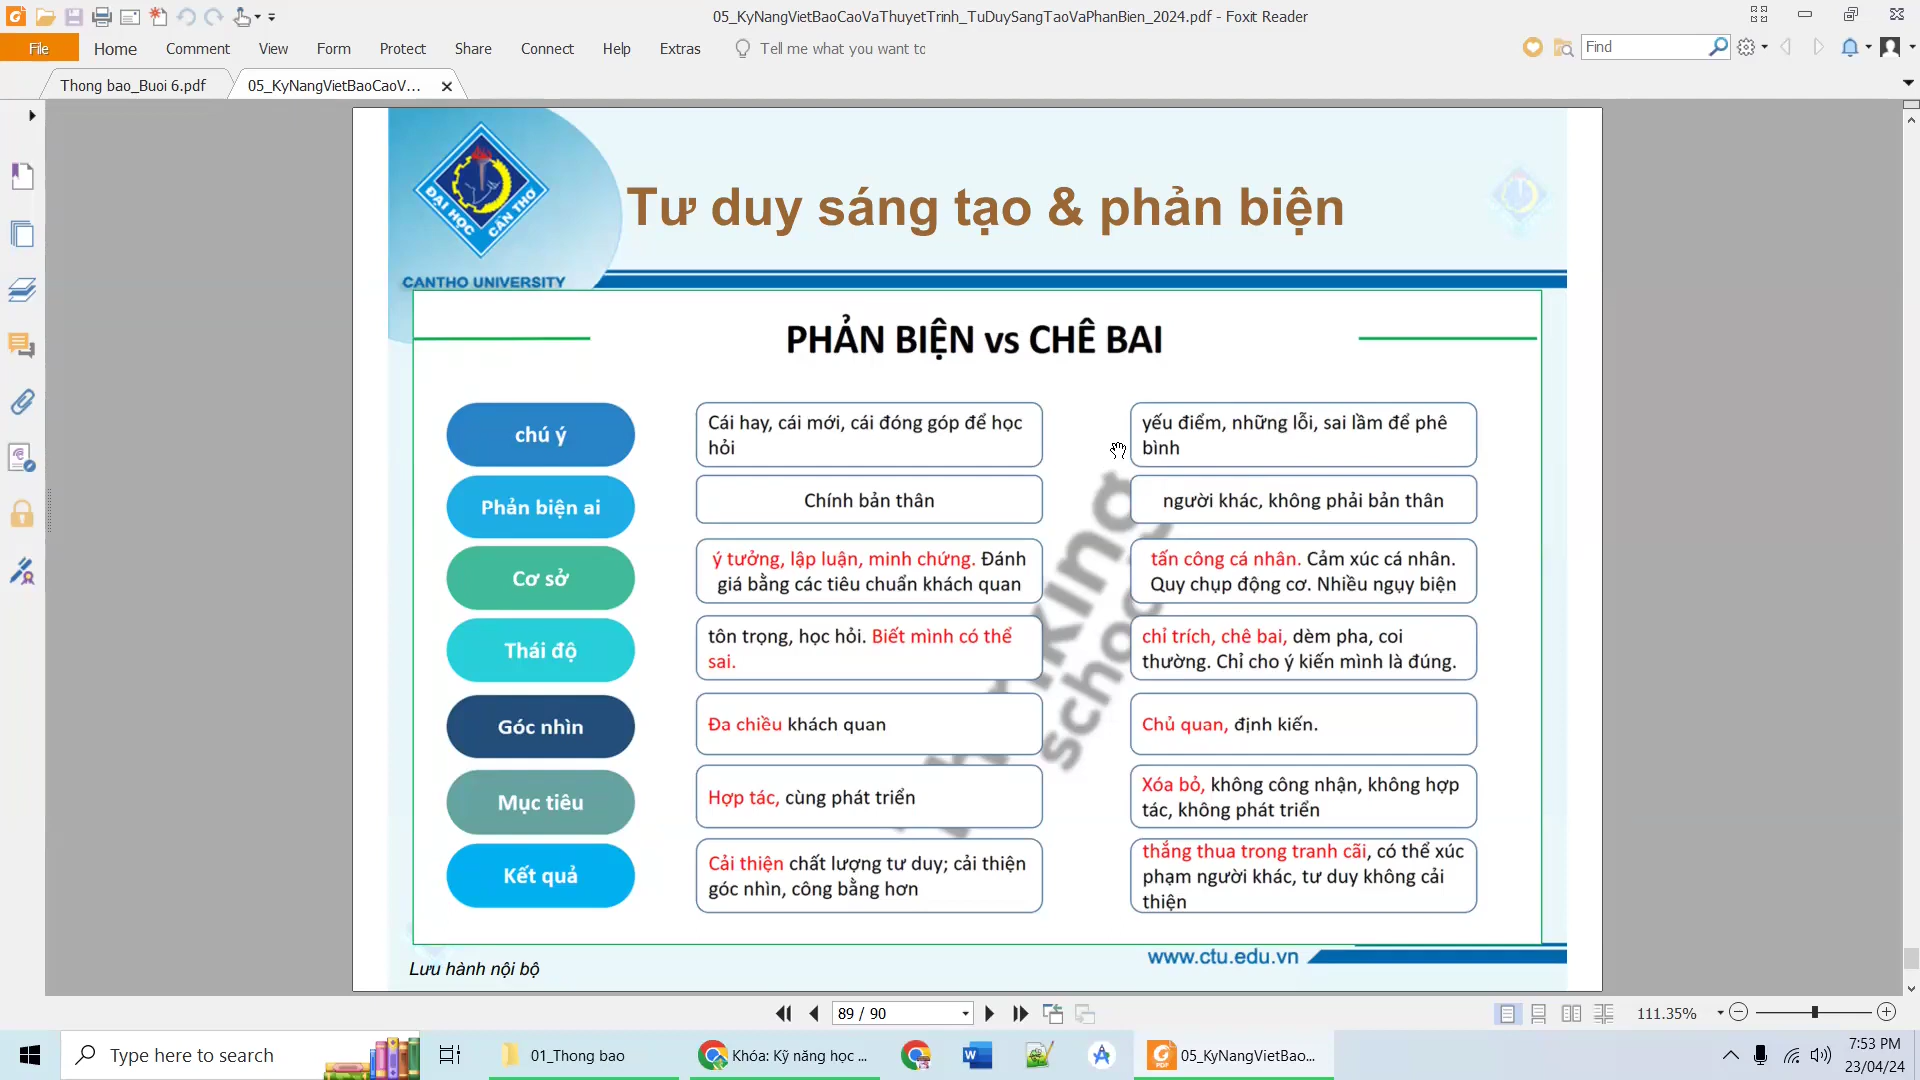 05_KyNangVietBaoCaoVaThuyetTrinh_TuDuySangTaoVaPhanBien_2024.pdf - Foxit Reader
File Home Comment View Form Protect Share Connect Help Extras Tell me what you want to
Find
Thong bao_Buoi 6.pdf
05_KyNangVietBaoCaoV...
ĐẠI HỌC CẦN THƠ
CANTHO UNIVERSITY
Tư duy sáng tạo & phản biện
PHẢN BIỆN vs CHÊ BAI
chú ý
Cái hay, cái mới, cái đóng góp để học
hỏi
yếu điểm, những lỗi, sai lầm để phê
bình
Phản biện ai
Chính bản thân
người khác, không phải bản thân
Cơ sở
ý tưởng, lập luận, minh chứng. Đánh
giá bằng các tiêu chuẩn khách quan
tấn công cá nhân. Cảm xúc cá nhân.
Quy chụp động cơ. Nhiều ngụy biện
Thái độ
tôn trọng, học hỏi. Biết mình có thể
sai.
chỉ trích, chê bai, dèm pha, coi
thường. Chỉ cho ý kiến mình là đúng.
Góc nhìn
Đa chiều khách quan
Chủ quan, định kiến.
Mục tiêu
Hợp tác, cùng phát triển
Xóa bỏ, không công nhận, không hợp
tác, không phát triển
Kết quả
Cải thiện chất lượng tư duy; cải thiện
góc nhìn, công bằng hơn
thắng thua trong tranh cãi, có thể xúc
phạm người khác, tư duy không cải
thiện
www.ctu.edu.vn
Lưu hành nội bộ
89 / 90
111.35%
Type here to search
01_Thong bao
Khóa: Kỹ năng học ...
05_KyNangVietBao...
7:53 PM
23/04/24